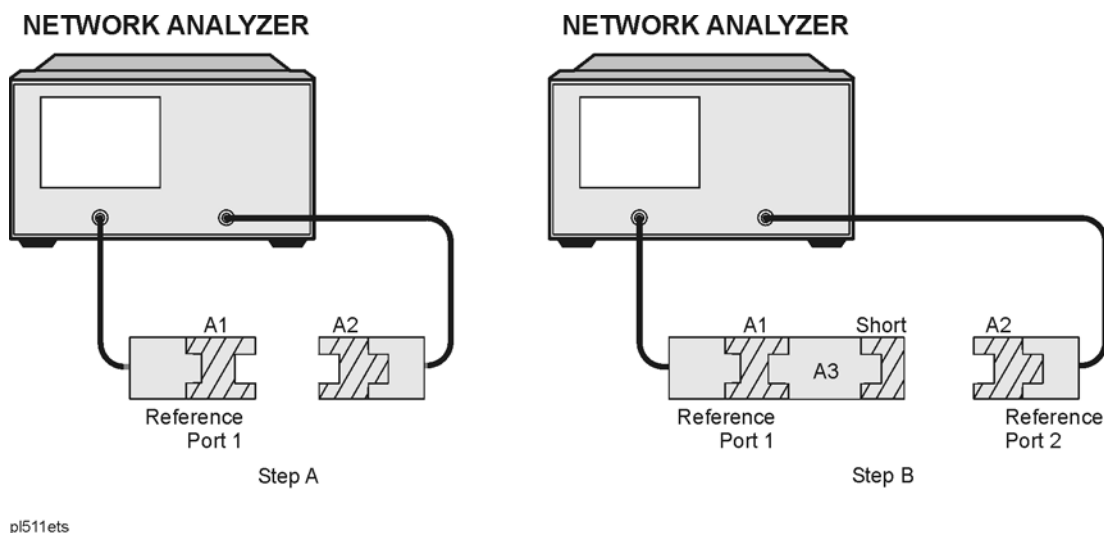 NETWORK ANALYZER
A1
A2
Reference
Port 1
Step A
NETWORK ANALYZER
A1
Short
A2
A3
Reference
Port 1
Reference
Port 2
Step B
pl511ets